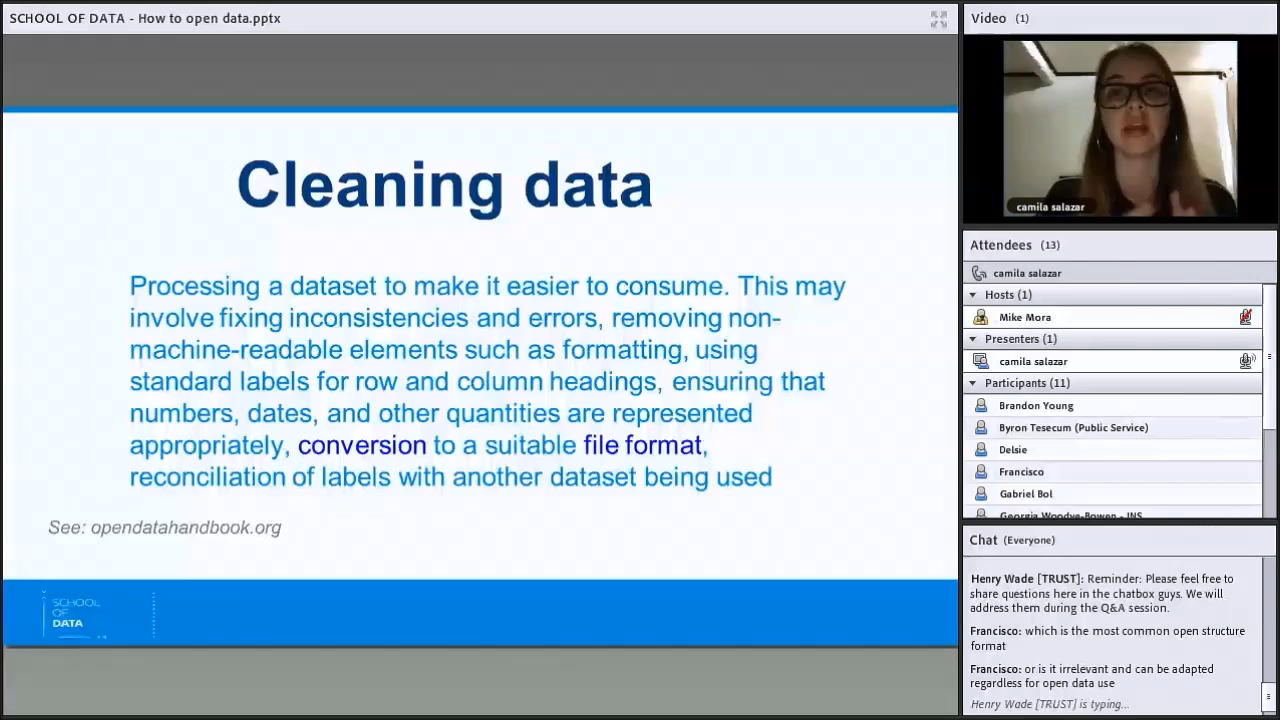 SCHOOL OF DATA - How to open data.pptx
Cleaning data
Processing a dataset to make it easier to consume. This may
involve fixing inconsistencies and errors, removing non-
machine-readable elements such as formatting, using
standard labels for row and column headings, ensuring that
numbers, dates, and other quantities are represented
appropriately, conversion to a suitable file format,
reconciliation of labels with another dataset being used
See: opendatahandbook.org
SCHOOL
OF
DATA
Video (1)
camila salazar
Attendees (13)
camila salazar
Hosts (1)
Mike Mora
Presenters (1)
camila salazar
Participants (11)
Brandon Young
Byron Tesecum (Public Service)
Delsie
Francisco
Gabriel Bol
Georgia Woodye-Bowen - INS
Chat (Everyone)
Henry Wade [TRUST]: Reminder: Please feel free to
share questions here in the chatbox guys. We will
address them during the Q&A session.
Francisco: which is the most common open structure
format
Francisco: or is it irrelevant and can be adapted
regardless for open data use
Henry Wade [TRUST] is typing...